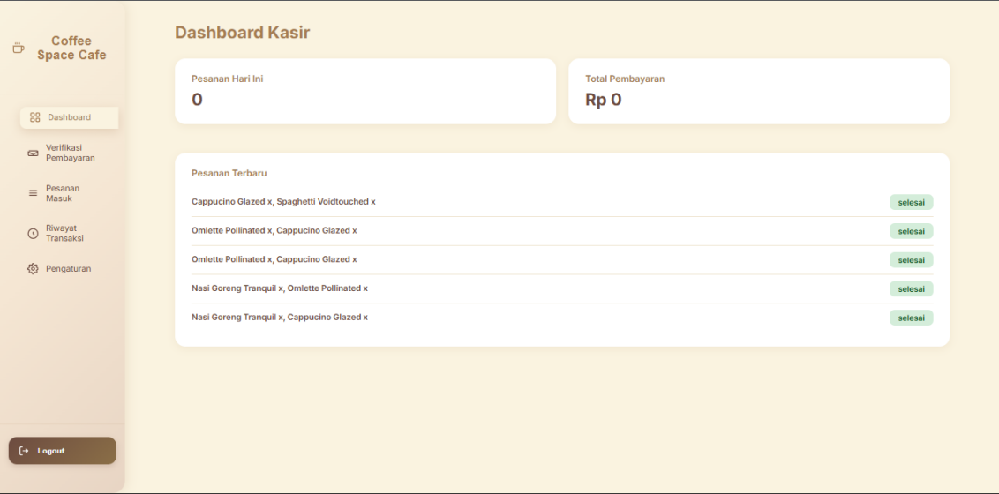 Coffee
Space Cafe
Dashboard
Verifikasi
Pembayaran
Pesanan
Masuk
Riwayat
Transaksi
Pengaturan
Logout
Dashboard Kasir
Pesanan Hari Ini
0
Total Pembayaran
Rp 0
Pesanan Terbaru
Cappucino Glazed x, Spaghetti Voidtouched x selesai
Omlette Pollinated x, Cappucino Glazed x selesai
Omlette Pollinated x, Cappucino Glazed x selesai
Nasi Goreng Tranquil x, Omlette Pollinated x selesai
Nasi Goreng Tranquil x, Cappucino Glazed x selesai